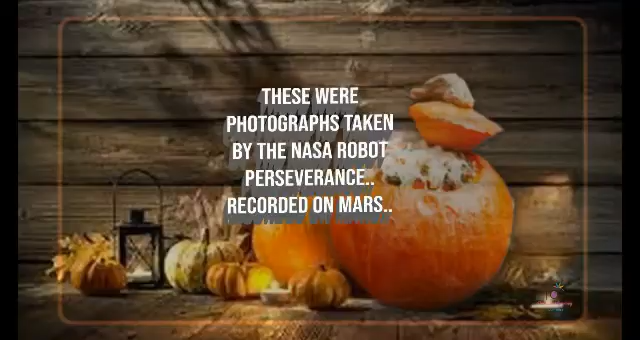 THESE WERE
PHOTOGRAPHS TAKEN
BY THE NASA ROBOT
PERSEVERANCE..
RECORDED ON MARS..